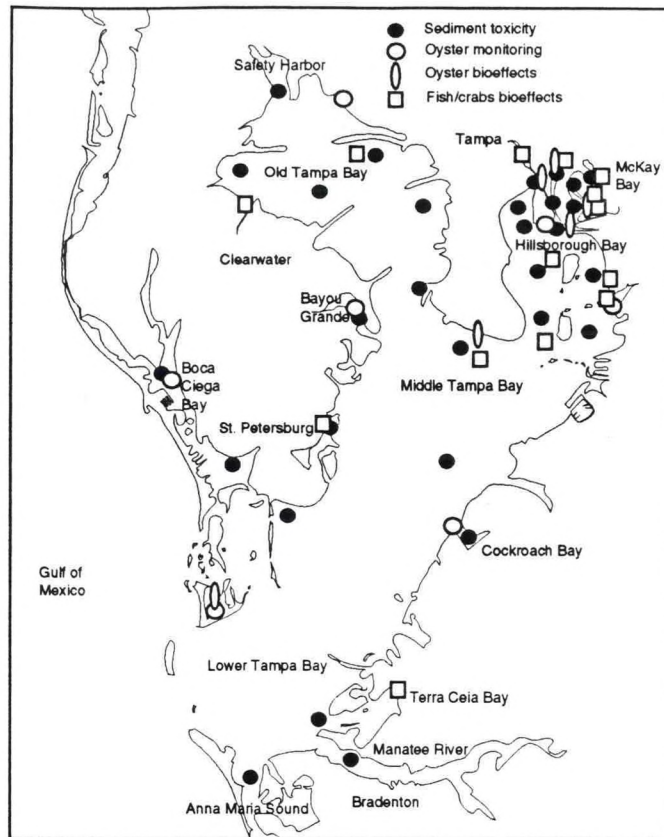 Sediment toxicity
Oyster monitoring
Oyster bioeffects
Fish/crabs bioeffects
Safety Harbor
Tampa
McKay
Bay
Old Tampa Bay
Hillsborough Bay
Clearwater
Bayou
Grande
Boca
Ciega
Bay
Middle Tampa Bay
St. Petersburg
Cockroach Bay
Gulf of
Mexico
Lower Tampa Bay
Terra Ceia Bay
Manatee River
Anna Maria Sound
Bradenton